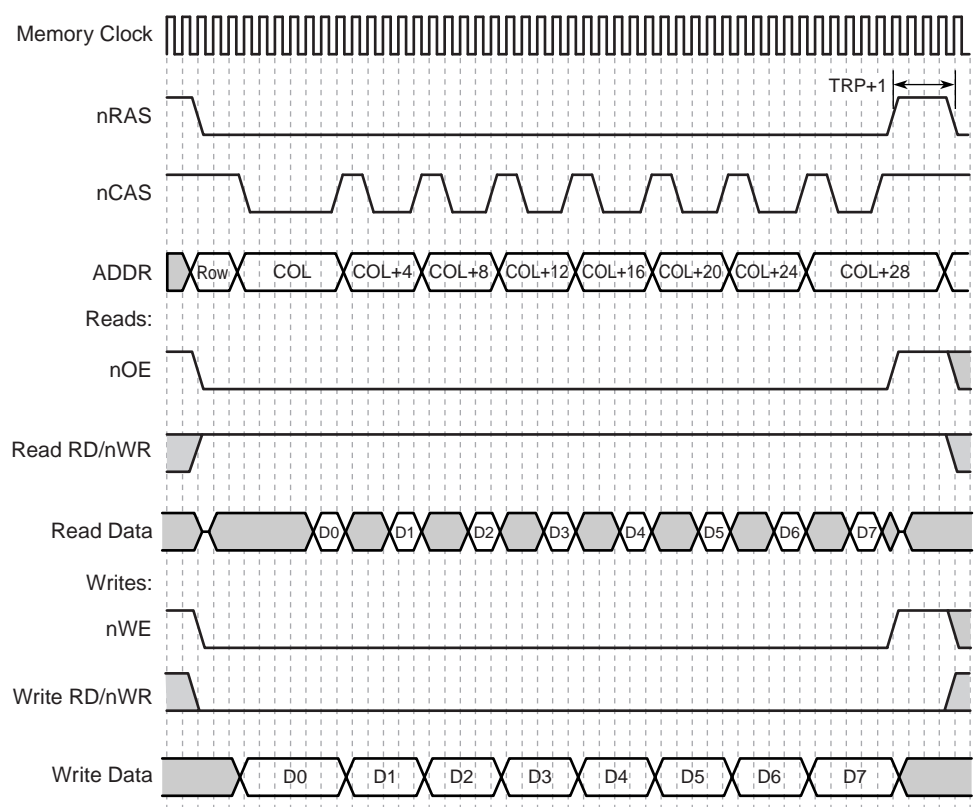 Memory Clock
TRP+1
nRAS
nCAS
ADDR Row COL COL+4 COL+8 COL+12 COL+16 COL+20 COL+24 COL+28
Reads:
nOE
Read RD/nWR
Read Data D0 D1 D2 D3 D4 D5 D6 D7
Writes:
nWE
Write RD/nWR
Write Data D0 D1 D2 D3 D4 D5 D6 D7